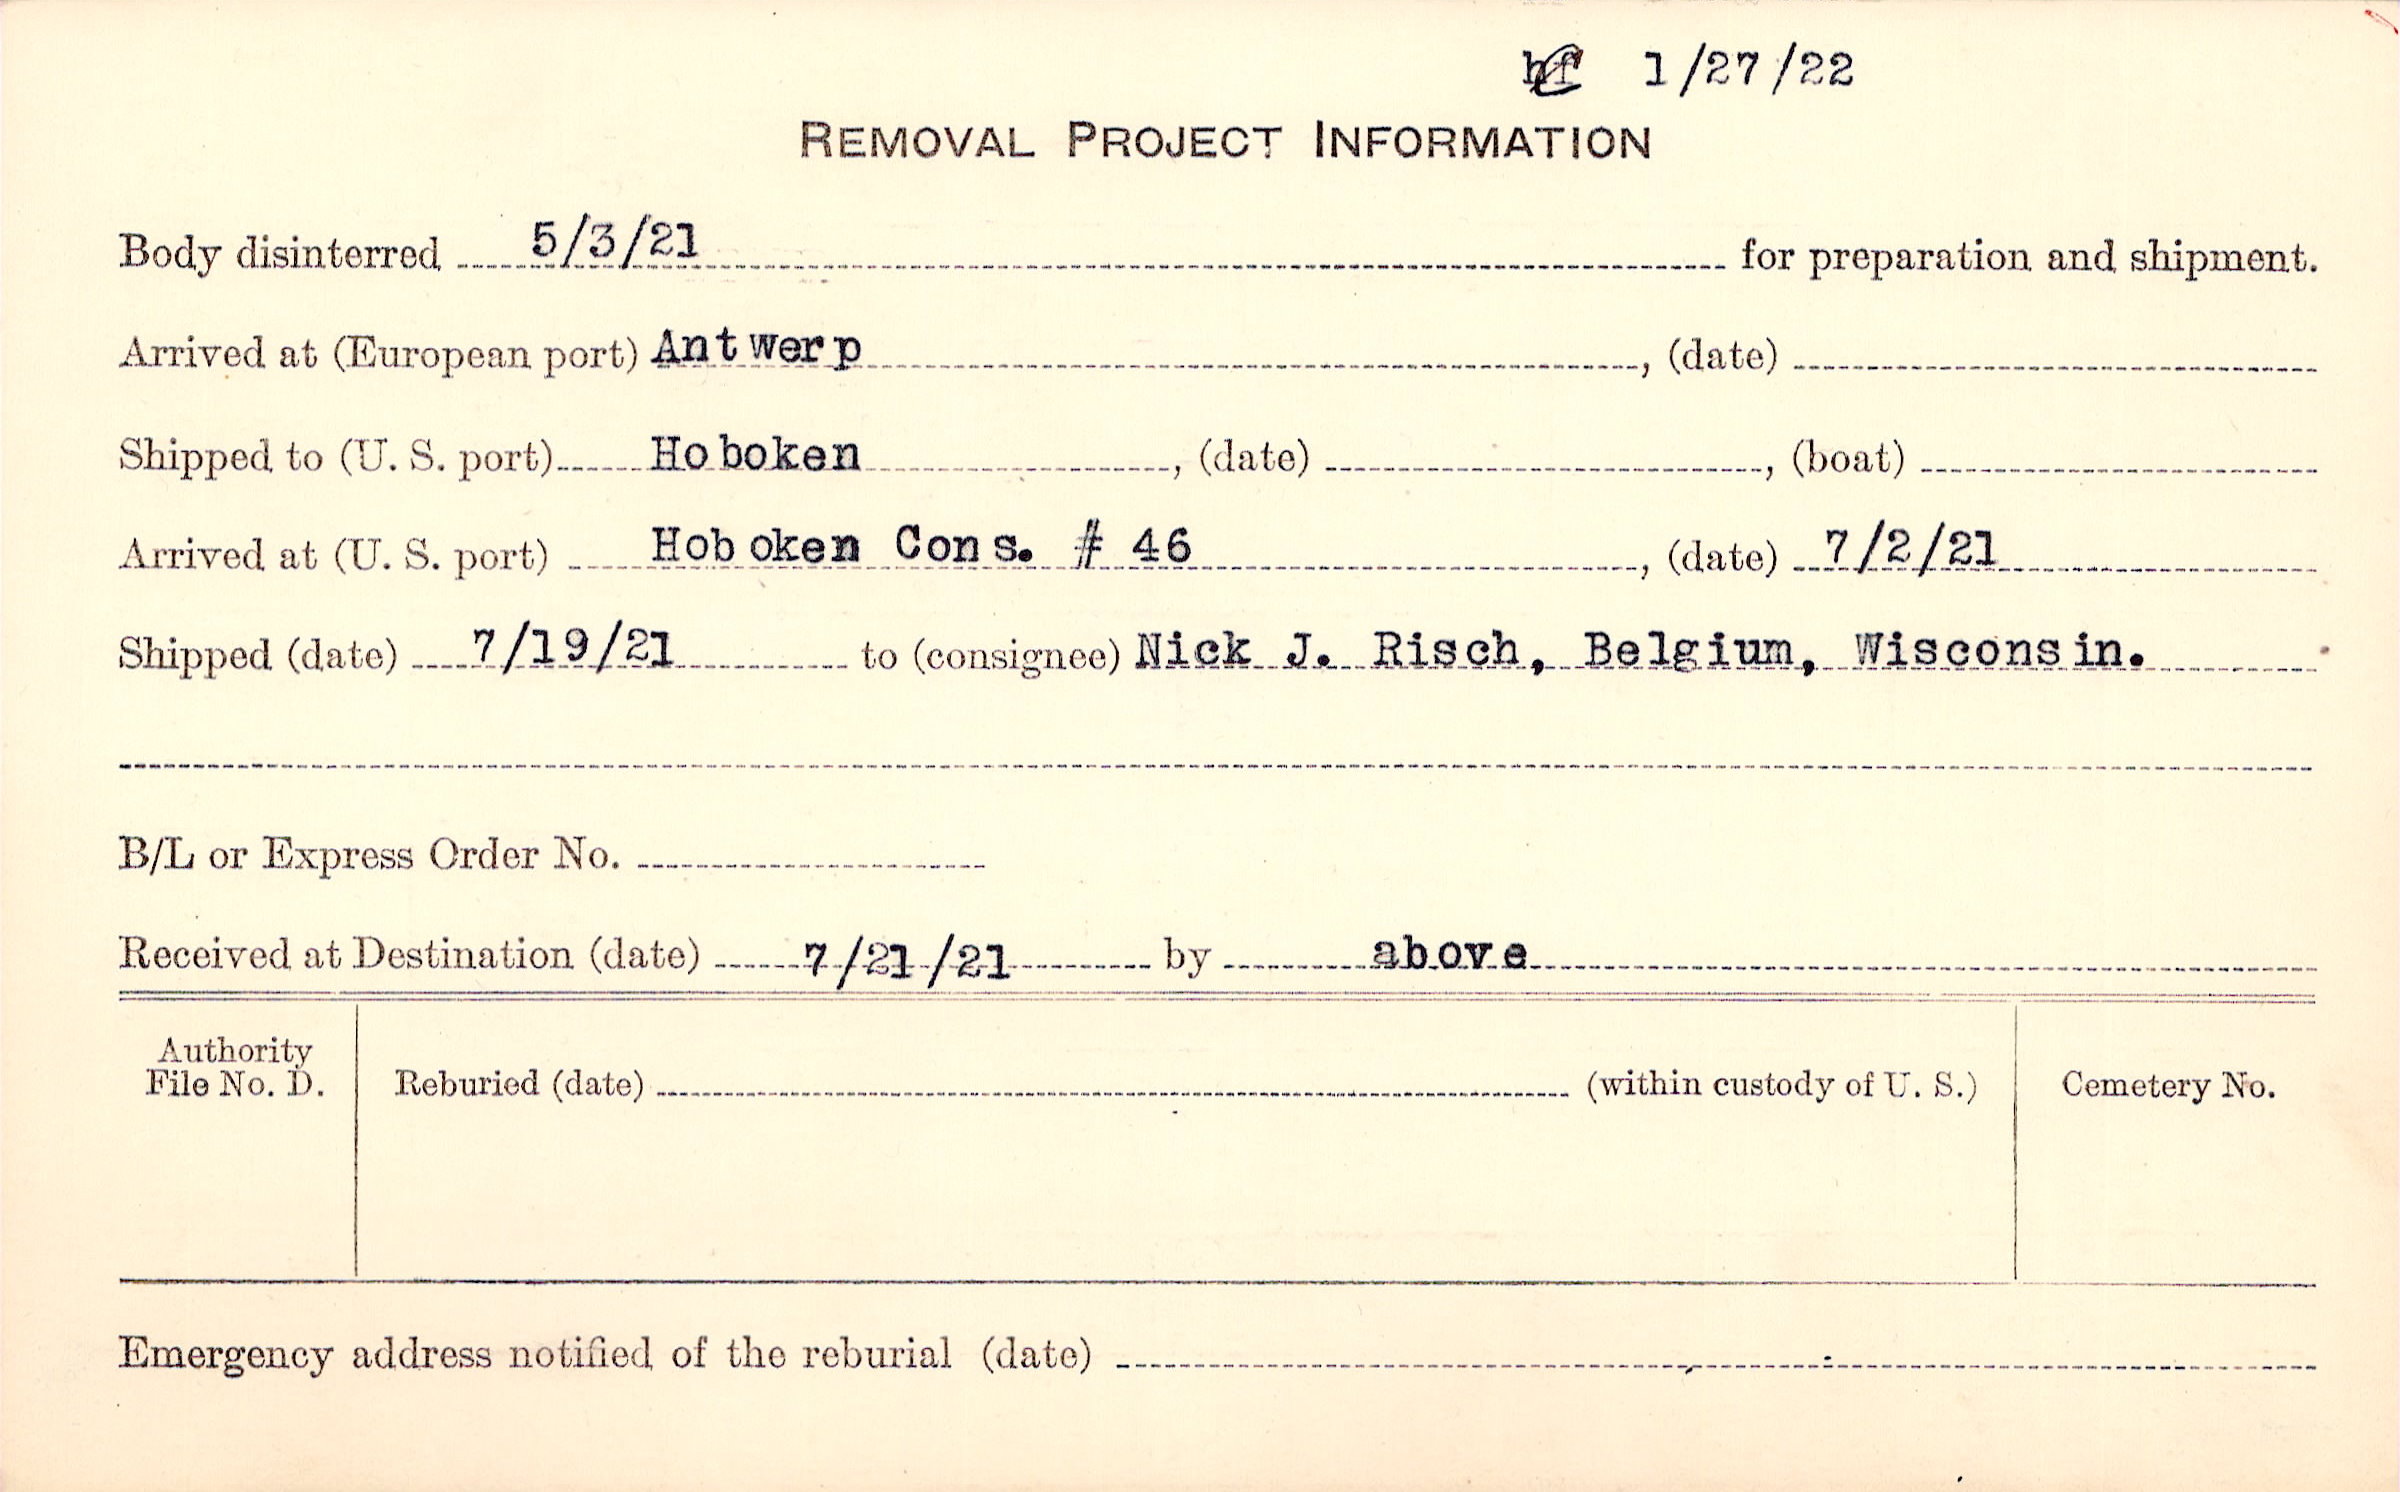 hf 1/27/22
REMOVAL PROJECT INFORMATION
Body disinterred 5/3/21 for preparation and shipment.
Arrived at (European port) Antwerp , (date)
Shipped to (U. S. port) Hoboken , (date) , (boat)
Arrived at (U. S. port) Hoboken Cons. # 46 , (date) 7/2/21
Shipped (date) 7/19/21 to (consignee) Nick J. Risch, Belgium, Wisconsin.
B/L or Express Order No.
Received at Destination (date) 7/21/21 by above
Authority
File No. D.
Reburied (date) (within custody of U. S.)
Cemetery No.
Emergency address notified of the reburial (date)